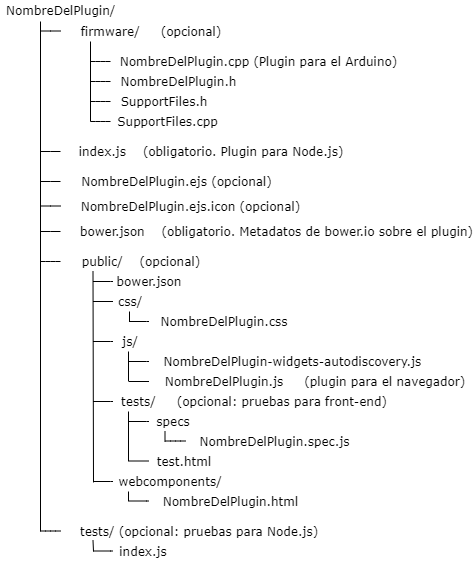 NombreDelPlugin/
firmware/ (opcional)
NombreDelPlugin.cpp (Plugin para el Arduino)
NombreDelPlugin.h
SupportFiles.h
SupportFiles.cpp
index.js (obligatorio. Plugin para Node.js)
NombreDelPlugin.ejs (opcional)
NombreDelPlugin.ejs.icon (opcional)
bower.json (obligatorio. Metadatos de bower.io sobre el plugin)
public/ (opcional)
bower.json
css/
NombreDelPlugin.css
js/
NombreDelPlugin-widgets-autodiscovery.js
NombreDelPlugin.js (plugin para el navegador)
tests/ (opcional: pruebas para front-end)
specs
NombreDelPlugin.spec.js
test.html
webcomponents/
NombreDelPlugin.html
tests/ (opcional: pruebas para Node.js)
index.js